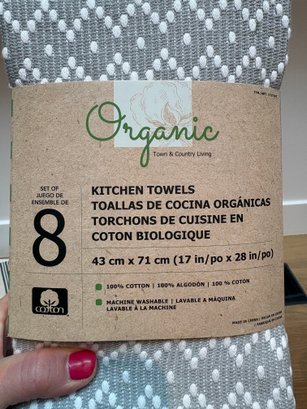 Organic
Town & Country Living
SET OF
JUEGO DE
ENSEMBLE DE
8
KITCHEN TOWELS
TOALLAS DE COCINA ORGÁNICAS
TORCHONS DE CUISINE EN
COTON BIOLOGIQUE
43 cm x 71 cm (17 in/po x 28 in/po)
100% COTTON | 100% ALGODÓN | 100 % COTON
MACHINE WASHABLE | LAVABLE A MÁQUINA
LAVABLE À LA MACHINE
cotton